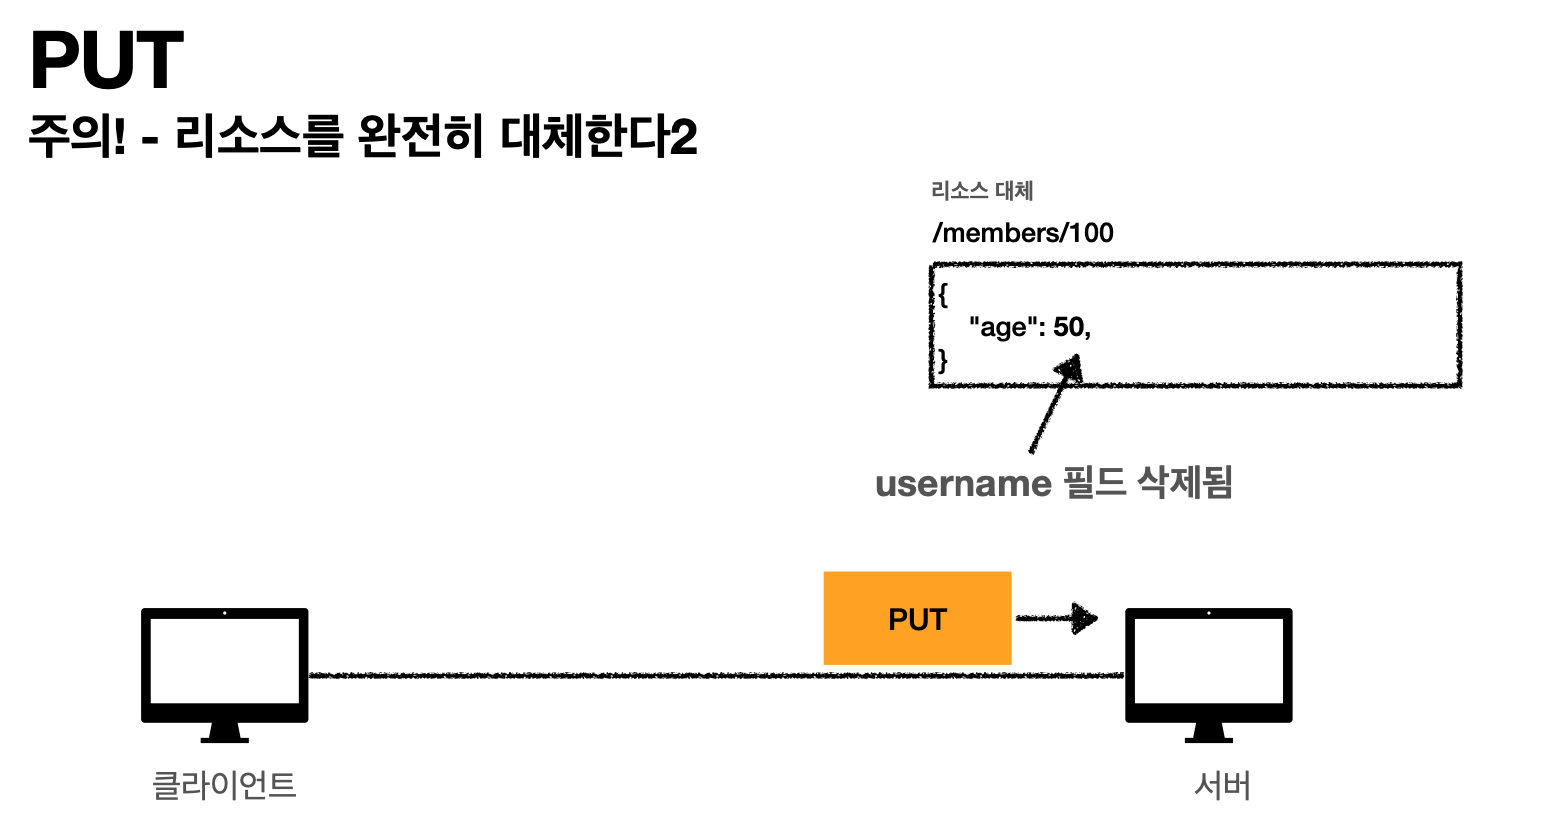 PUT
주의! - 리소스를 완전히 대체한다2
리소스 대체
/members/100
{
"age": 50,
}
username 필드 삭제됨
PUT
클라이언트
서버